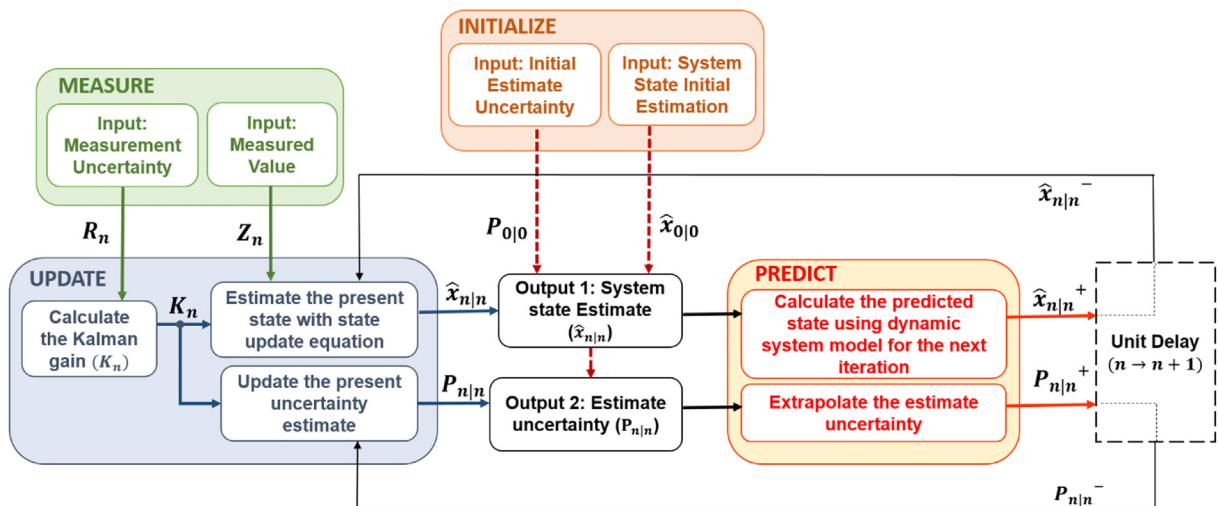 INITIALIZE
Input: Initial
Estimate
Uncertainty
Input: System
State Initial
Estimation
MEASURE
Input:
Measurement
Uncertainty
Input:
Measured
Value
R_n
Z_n
P_{0|0}
x̂_{0|0}
x̂_{n|n}^-
UPDATE
Calculate
the Kalman
gain (K_n)
K_n
Estimate the present
state with state
update equation
Update the present
uncertainty
estimate
x̂_{n|n}
P_{n|n}
Output 1: System
state Estimate
(x̂_{n|n})
Output 2: Estimate
uncertainty (P_{n|n})
PREDICT
Calculate the predicted
state using dynamic
system model for the next
iteration
Extrapolate the estimate
uncertainty
x̂_{n|n}^+
P_{n|n}^+
Unit Delay
(n → n + 1)
P_{n|n}^-